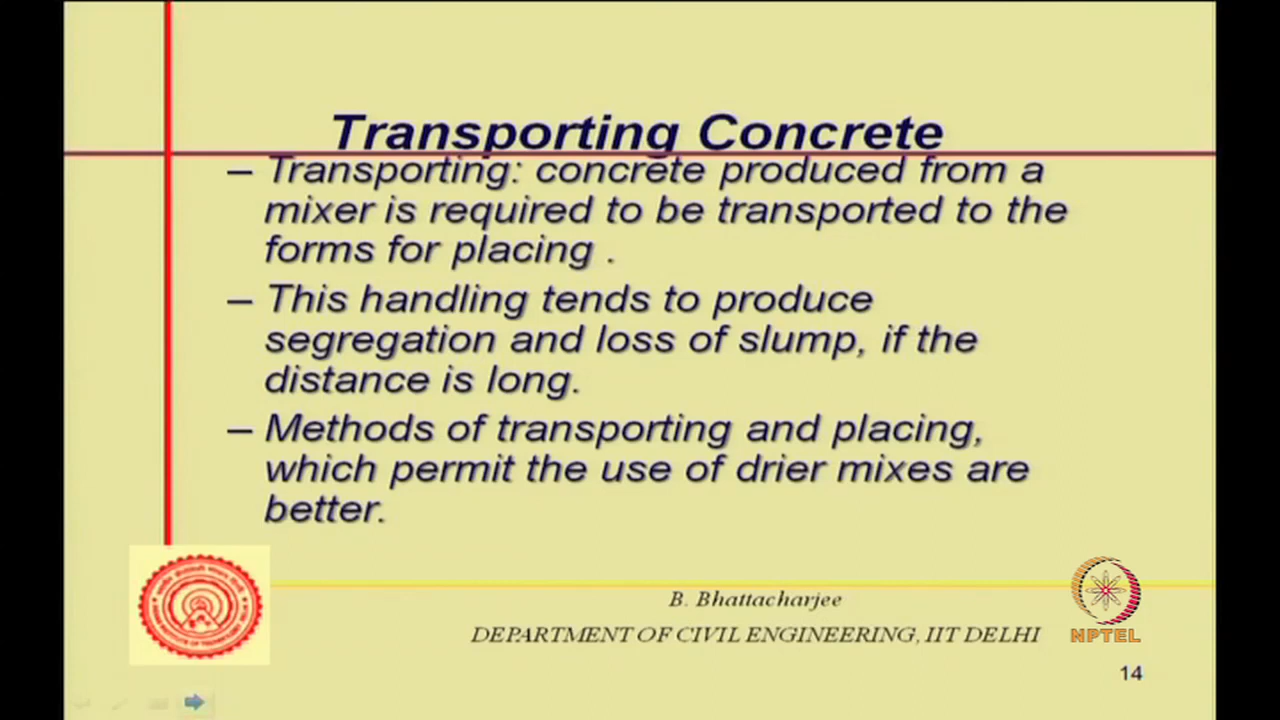 Transporting Concrete
– Transporting: concrete produced from a
mixer is required to be transported to the
forms for placing .
– This handling tends to produce
segregation and loss of slump, if the
distance is long.
– Methods of transporting and placing,
which permit the use of drier mixes are
better.
B. Bhattacharjee
DEPARTMENT OF CIVIL ENGINEERING, IIT DELHI
NPTEL
14